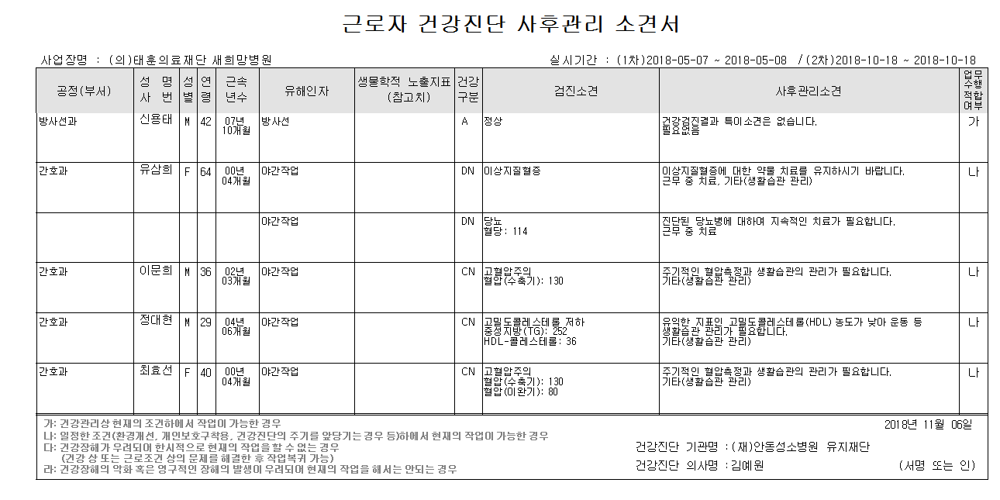 근로자 건강진단 사후관리 소견서
사업장명 : (의)태훈의료재단 새희망병원 실시기간 : (1차)2018-05-07 ~ 2018-05-08 /(2차)2018-10-18 ~ 2018-10-18
공정(부서) 성 명 사 번 성별 연령 근속년수 유해인자 생물학적 노출지표 (참고치) 건강구분 검진소견 사후관리소견 업무수행적합여부
방사선과 신용태 M 42 07년 방사선 A 정상 건강검진결과 특이소견은 없습니다. 가
10개월 필요없음
간호과 유삼희 F 64 00년 야간작업 DN 이상지질혈증 이상지질혈증에 대한 약물 치료를 유지하시기 바랍니다. 나
04개월 근무 중 치료, 기타(생활습관 관리)
야간작업 DN 당뇨 진단된 당뇨병에 대하여 지속적인 치료가 필요합니다.
혈당: 114 근무 중 치료
간호과 이문희 M 36 02년 야간작업 CN 고혈압주의 주기적인 혈압측정과 생활습관의 관리가 필요합니다. 나
03개월 혈압(수축기): 130 기타(생활습관 관리)
간호과 정대현 M 29 04년 야간작업 CN 고밀도콜레스테롤 저하 유익한 지표인 고밀도콜레스테롤(HDL) 농도가 낮아 운동 등 나
06개월 중성지방(TG): 252 생활습관 관리가 필요합니다.
HDL-콜레스테롤: 36 기타(생활습관 관리)
간호과 최효선 F 40 00년 야간작업 CN 고혈압주의 주기적인 혈압측정과 생활습관의 관리가 필요합니다. 나
04개월 혈압(수축기): 130 기타(생활습관 관리)
혈압(이완기): 80
가: 건강관리상 현재의 조건하에서 작업이 가능한 경우 2018년 11월 06일
나: 일정한 조건(환경개선, 개인보호구착용, 건강진단의 주기를 앞당기는 경우 등)하에서 현재의 작업이 가능한 경우
다: 건강장해가 우려되어 한시적으로 현재의 작업을 할 수 없는 경우 건강진단 기관명 :(재)안동성소병원 유지재단
(건강 상 또는 근로조건 상의 문제를 해결한 후 작업복귀 가능)
라: 건강장해의 악화 혹은 영구적인 장해의 발생이 우려되어 현재의 작업을 해서는 안되는 경우 건강진단 의사명 :김예원 (서명 또는 인)